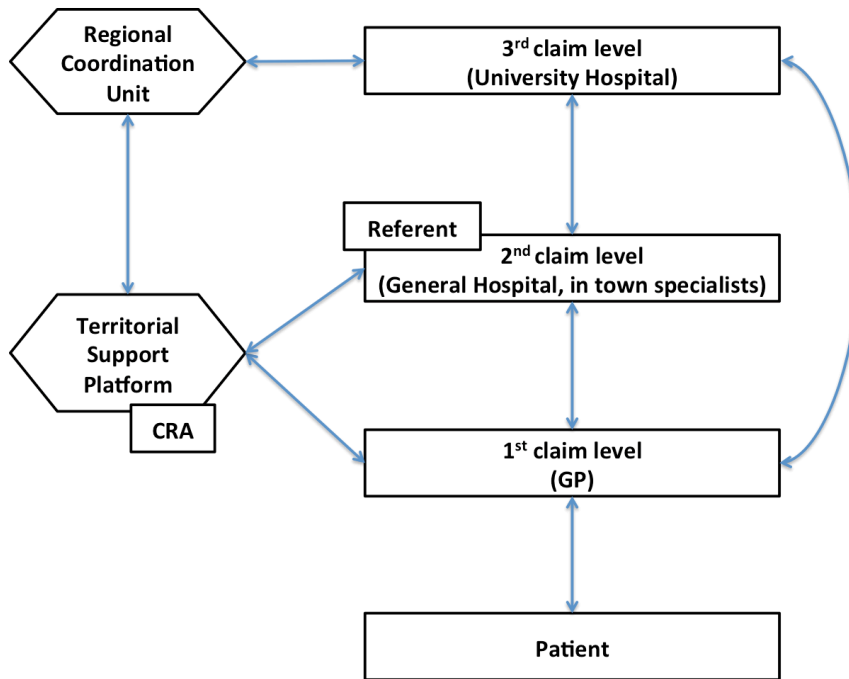 Regional
Coordination
Unit
3rd claim level
(University Hospital)
Referent
2nd claim level
(General Hospital, in town specialists)
Territorial
Support
Platform
CRA
1st claim level
(GP)
Patient